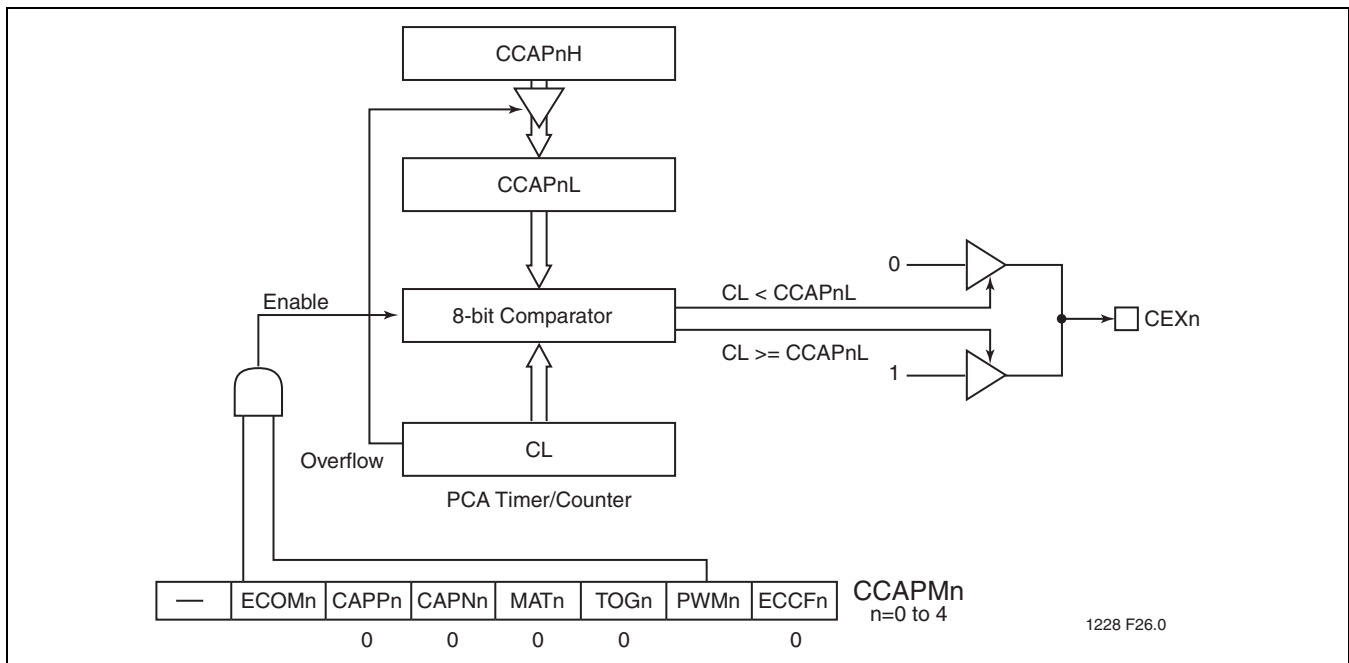 CCAPnH
CCAPnL
0
CL < CCAPnL
Enable
8-bit Comparator
CEXn
CL >= CCAPnL
1
CL
Overflow
PCA Timer/Counter
— ECOMn CAPPn CAPNn MATn TOGn PWMn ECCFn CCAPMn
n=0 to 4
0 0 0 0 0
1228 F26.0